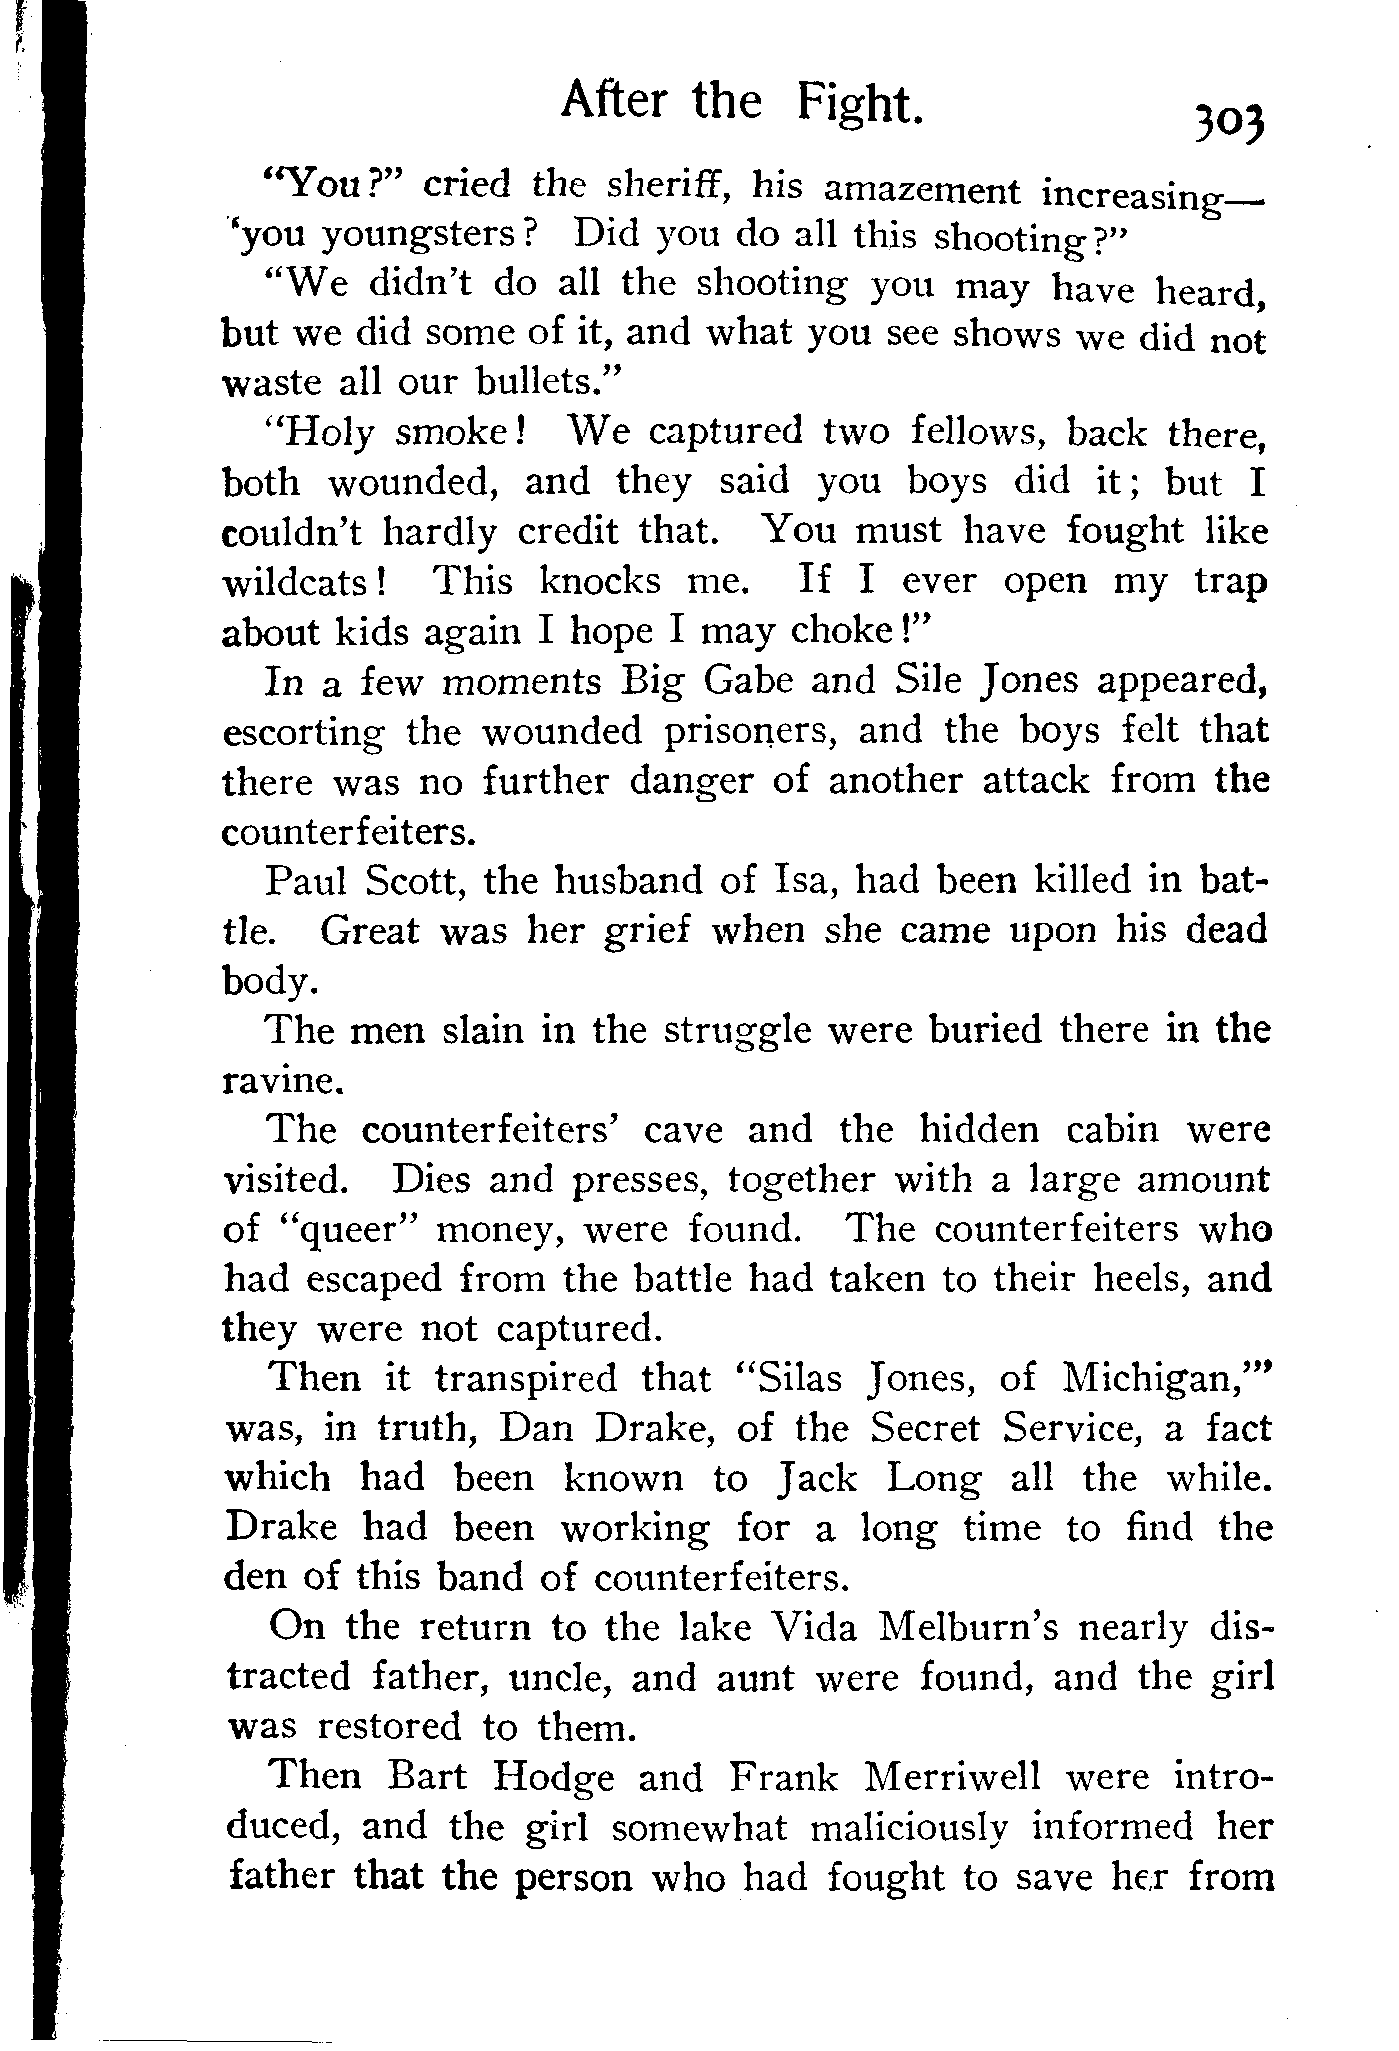 After the Fight. 303
“You?” cried the sheriff, his amazement increasing—
‘you youngsters? Did you do all this shooting?”
“We didn’t do all the shooting you may have heard,
but we did some of it, and what you see shows we did not
waste all our bullets.”
“Holy smoke! We captured two fellows, back there,
both wounded, and they said you boys did it; but I
couldn’t hardly credit that. You must have fought like
wildcats! This knocks me. If I ever open my trap
about kids again I hope I may choke!”
In a few moments Big Gabe and Sile Jones appeared,
escorting the wounded prisoners, and the boys felt that
there was no further danger of another attack from the
counterfeiters.
Paul Scott, the husband of Isa, had been killed in bat-
tle. Great was her grief when she came upon his dead
body.
The men slain in the struggle were buried there in the
ravine.
The counterfeiters’ cave and the hidden cabin were
visited. Dies and presses, together with a large amount
of “queer” money, were found. The counterfeiters who
had escaped from the battle had taken to their heels, and
they were not captured.
Then it transpired that “Silas Jones, of Michigan,”’
was, in truth, Dan Drake, of the Secret Service, a fact
which had been known to Jack Long all the while.
Drake had been working for a long time to find the
den of this band of counterfeiters.
On the return to the lake Vida Melburn’s nearly dis-
tracted father, uncle, and aunt were found, and the girl
was restored to them.
Then Bart Hodge and Frank Merriwell were intro-
duced, and the girl somewhat maliciously informed her
father that the person who had fought to save her from